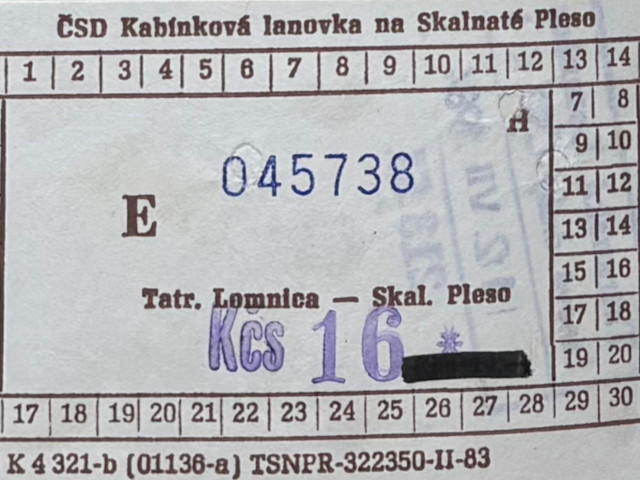 ČSD Kabínková lanovka na Skalnaté Pleso
1 2 3 4 5 6 7 8 9 10 11 12 13 14
7 8
A
9 10
045738
11 12
E
13 14
15 16
Tatr. Lomnica — Skal. Pleso
17 18
Kčs 16 *
19 20
17 18 19 20 21 22 23 24 25 26 27 28 29 30
K 4 321-b (01136-a) TSNPR-322350-II-83